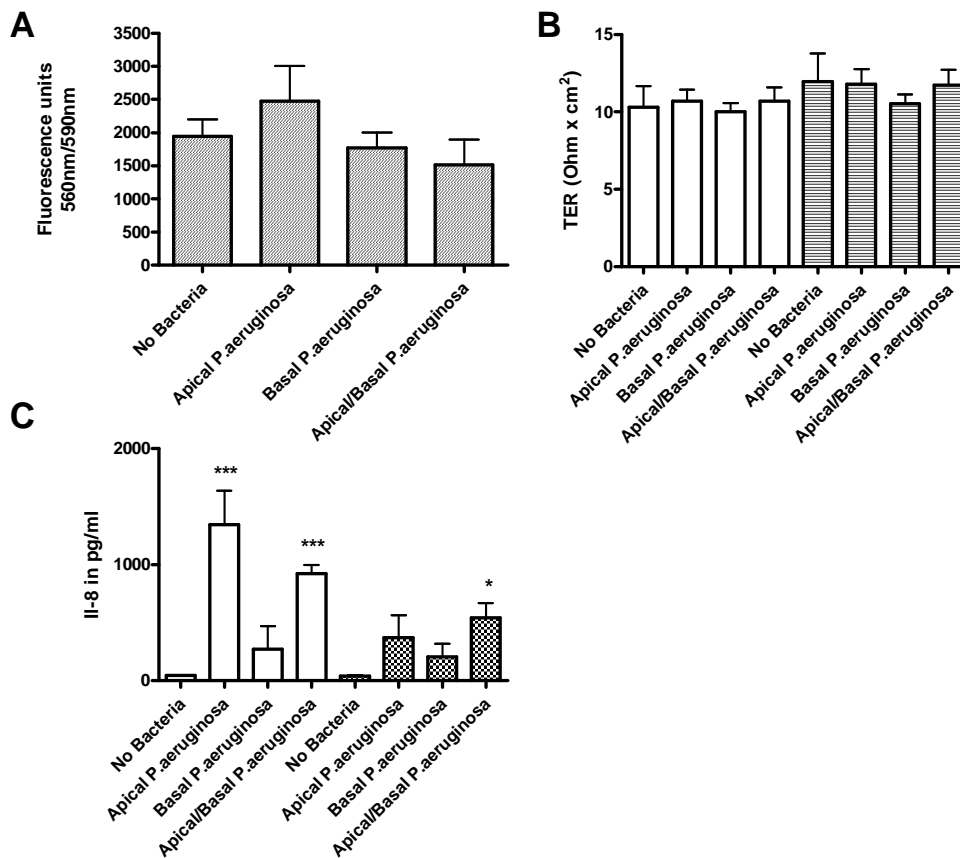 A
Fluorescence units
560nm/590nm
3500
3000
2500
2000
1500
1000
500
0
No Bacteria
Apical P.aeruginosa
Basal P.aeruginosa
Apical/Basal P.aeruginosa
B
TER (Ohm x cm²)
15
10
5
0
No Bacteria
Apical P.aeruginosa
Basal P.aeruginosa
Apical/Basal P.aeruginosa
No Bacteria
Apical P.aeruginosa
Basal P.aeruginosa
Apical/Basal P.aeruginosa
C
Il-8 in pg/ml
2000
1000
0
***
***
*
No Bacteria
Apical P.aeruginosa
Basal P.aeruginosa
Apical/Basal P.aeruginosa
No Bacteria
Apical P.aeruginosa
Basal P.aeruginosa
Apical/Basal P.aeruginosa